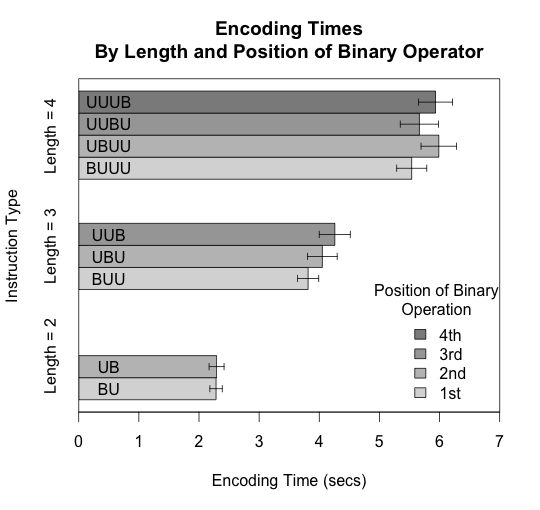 Encoding Times
By Length and Position of Binary Operator
Instruction Type
Length = 4
UUUB
UUBU
UBUU
BUUU
Length = 3
UUB
UBU
BUU
Length = 2
UB
BU
Position of Binary
Operation
4th
3rd
2nd
1st
0 1 2 3 4 5 6 7
Encoding Time (secs)